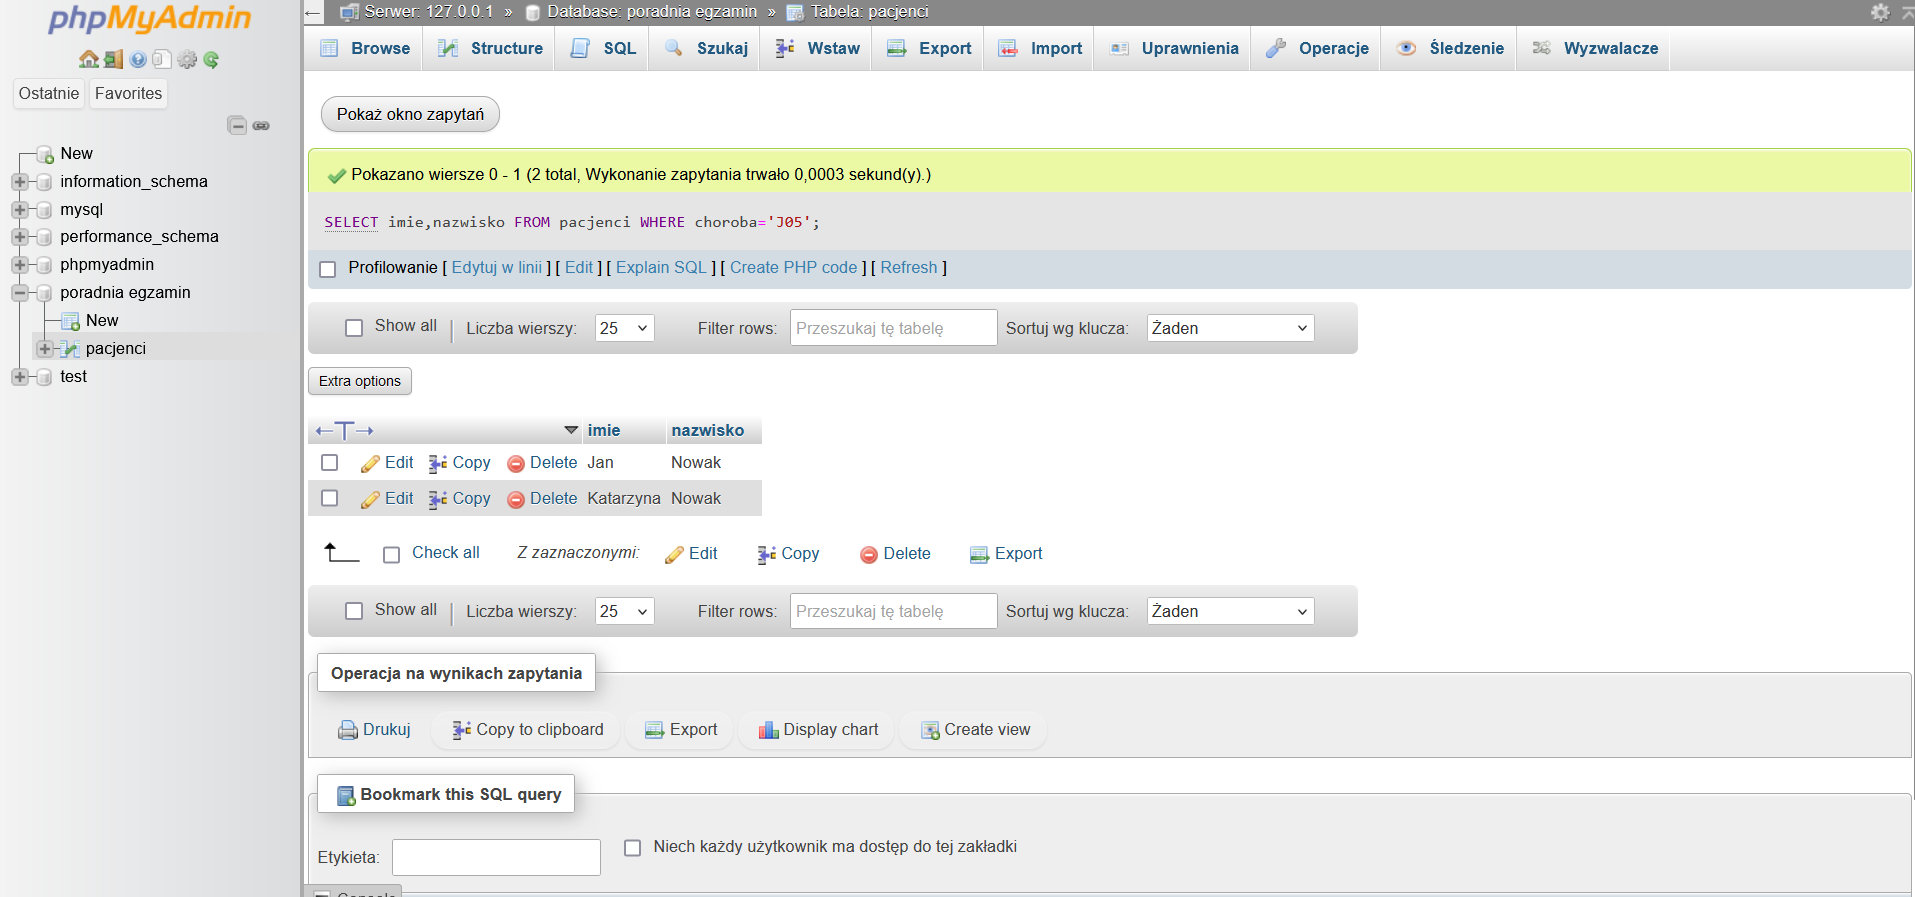 phpMyAdmin
Ostatnie Favorites
New
information_schema
mysql
performance_schema
phpmyadmin
poradnia egzamin
New
pacjenci
test
← Serwer: 127.0.0.1 » Database: poradnia egzamin » Tabela: pacjenci
Browse Structure SQL Szukaj Wstaw Export Import Uprawnienia Operacje Śledzenie Wyzwalacze
Pokaż okno zapytań
Pokazano wiersze 0 - 1 (2 total, Wykonanie zapytania trwało 0,0003 sekund(y).)
SELECT imie,nazwisko FROM pacjenci WHERE choroba='J05';
Profilowanie [ Edytuj w linii ] [ Edit ] [ Explain SQL ] [ Create PHP code ] [ Refresh ]
Show all | Liczba wierszy: 25 Filter rows: Przeszukaj tę tabelę Sortuj wg klucza: Żaden
Extra options
←T→ imie nazwisko
Edit Copy Delete Jan Nowak
Edit Copy Delete Katarzyna Nowak
Check all Z zaznaczonymi: Edit Copy Delete Export
Show all | Liczba wierszy: 25 Filter rows: Przeszukaj tę tabelę Sortuj wg klucza: Żaden
Operacja na wynikach zapytania
Drukuj Copy to clipboard Export Display chart Create view
Bookmark this SQL query
Etykieta: Niech każdy użytkownik ma dostęp do tej zakładki
Console